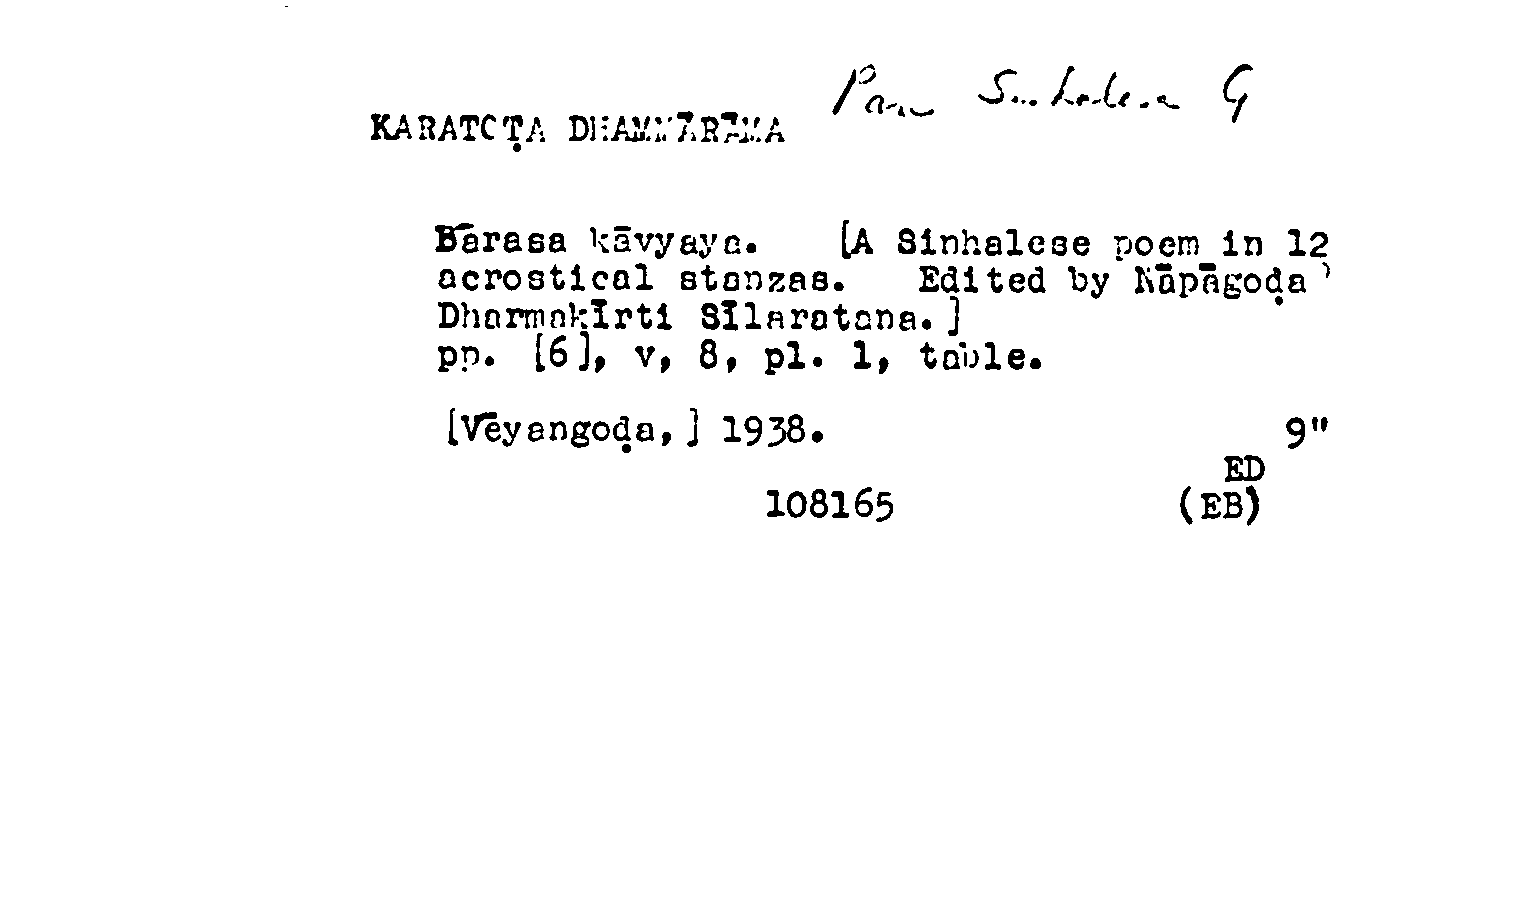 Pam Sinhalese G
KARATOṬA DHAMMĀRĀMA
Bārasa kāvyaya. [A Sinhalese poem in 12
acrostical stanzas. Edited by Nāpāgoḍa
Dharmakīrti Sīlaratana.]
pp. [6], v, 8, pl. 1, table.
[Vēyangoḍa,] 1938. 9"
ED
108165 (EB)